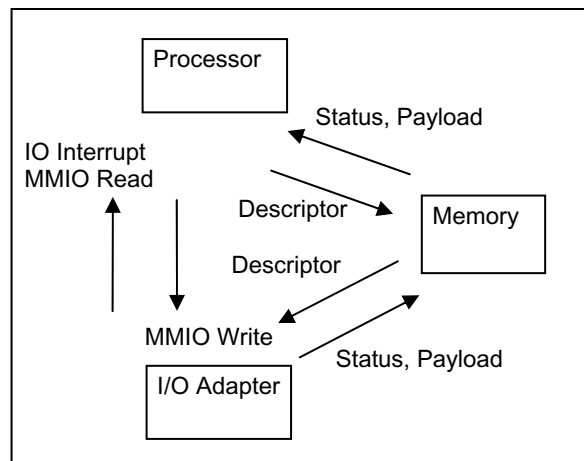 Processor
Status, Payload
IO Interrupt
MMIO Read
Descriptor
Memory
Descriptor
MMIO Write
Status, Payload
I/O Adapter